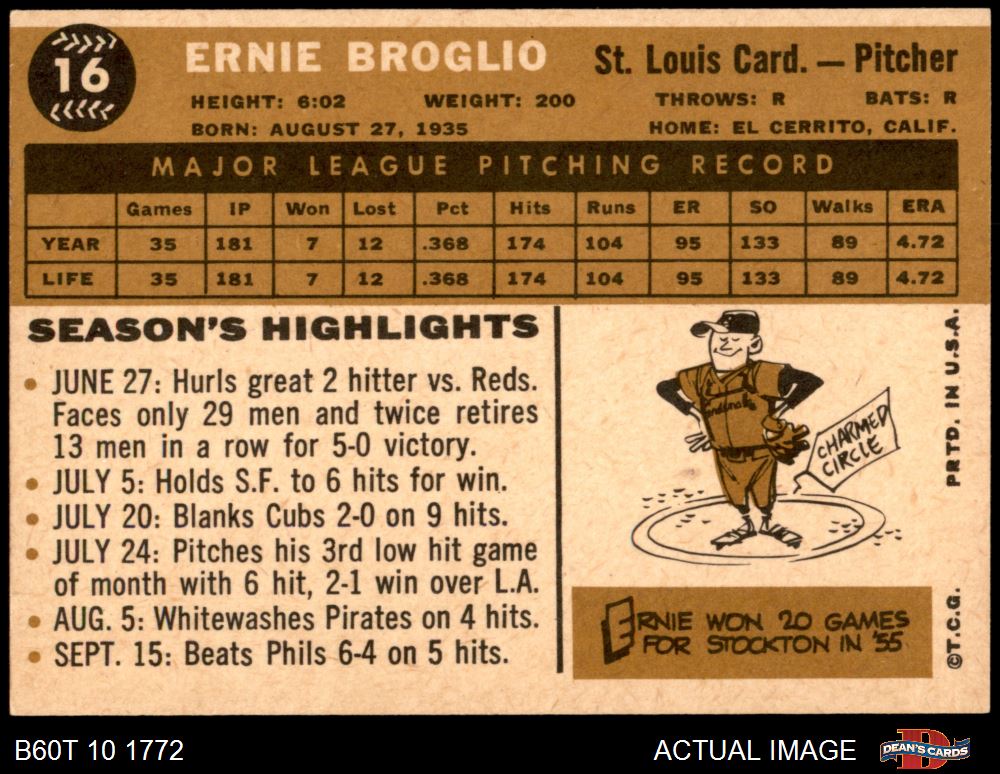 16
ERNIE BROGLIO
St. Louis Card. — Pitcher
HEIGHT: 6:02 WEIGHT: 200 THROWS: R BATS: R
BORN: AUGUST 27, 1935 HOME: EL CERRITO, CALIF.
MAJOR LEAGUE PITCHING RECORD
Games IP Won Lost Pct Hits Runs ER SO Walks ERA
YEAR 35 181 7 12 .368 174 104 95 133 89 4.72
LIFE 35 181 7 12 .368 174 104 95 133 89 4.72
SEASON'S HIGHLIGHTS
• JUNE 27: Hurls great 2 hitter vs. Reds.
Faces only 29 men and twice retires
13 men in a row for 5-0 victory.
• JULY 5: Holds S.F. to 6 hits for win.
• JULY 20: Blanks Cubs 2-0 on 9 hits.
• JULY 24: Pitches his 3rd low hit game
of month with 6 hit, 2-1 win over L.A.
• AUG. 5: Whitewashes Pirates on 4 hits.
• SEPT. 15: Beats Phils 6-4 on 5 hits.
Cardinals
CHARMED
CIRCLE
ERNIE WON 20 GAMES
FOR STOCKTON IN '55
PRTD. IN U.S.A.
©T.C.G.
B60T 10 1772
ACTUAL IMAGE
DEAN'S CARDS